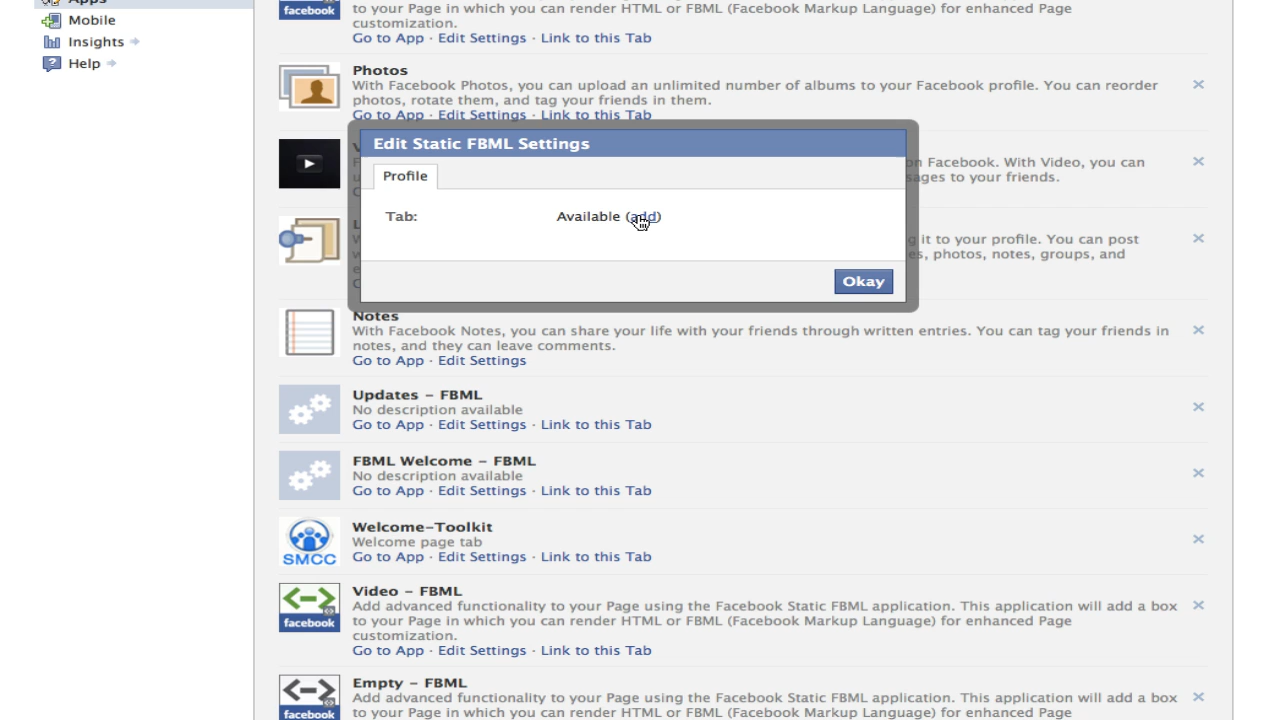 Apps
Mobile
Insights
Help
facebook
to your Page in which you can render HTML or FBML (Facebook Markup Language) for enhanced Page
customization.
Go to App · Edit Settings · Link to this Tab
Photos
With Facebook Photos, you can upload an unlimited number of albums to your Facebook profile. You can reorder
photos, rotate them, and tag your friends in them.
Go to App · Edit Settings · Link to this Tab
Edit Static FBML Settings
Profile
Tab:
Available (add)
Okay
on Facebook. With Video, you can
sages to your friends.
g it to your profile. You can post
es, photos, notes, groups, and
Notes
With Facebook Notes, you can share your life with your friends through written entries. You can tag your friends in
notes, and they can leave comments.
Go to App · Edit Settings
Updates – FBML
No description available
Go to App · Edit Settings · Link to this Tab
FBML Welcome – FBML
No description available
Go to App · Edit Settings · Link to this Tab
SMCC
Welcome–Toolkit
Welcome page tab
Go to App · Edit Settings · Link to this Tab
facebook
Video – FBML
Add advanced functionality to your Page using the Facebook Static FBML application. This application will add a box
to your Page in which you can render HTML or FBML (Facebook Markup Language) for enhanced Page
customization.
Go to App · Edit Settings · Link to this Tab
facebook
Empty – FBML
Add advanced functionality to your Page using the Facebook Static FBML application. This application will add a box
to your Page in which you can render HTML or FBML (Facebook Markup Language) for enhanced Page